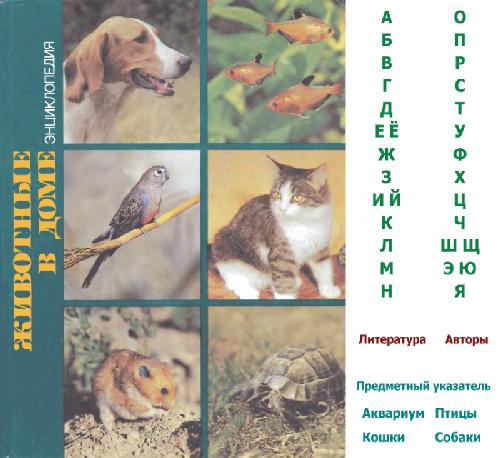 ЖИВОТНЫЕ
В ДОМЕ
ЭНЦИКЛОПЕДИЯ
А О
Б П
В Р
Г С
Д Т
Е Ё У
Ж Ф
З Х
И Й Ц
К Ч
Л Ш Щ
М Э Ю
Н Я
Литература Авторы
Предметный указатель
Аквариум Птицы
Кошки Собаки